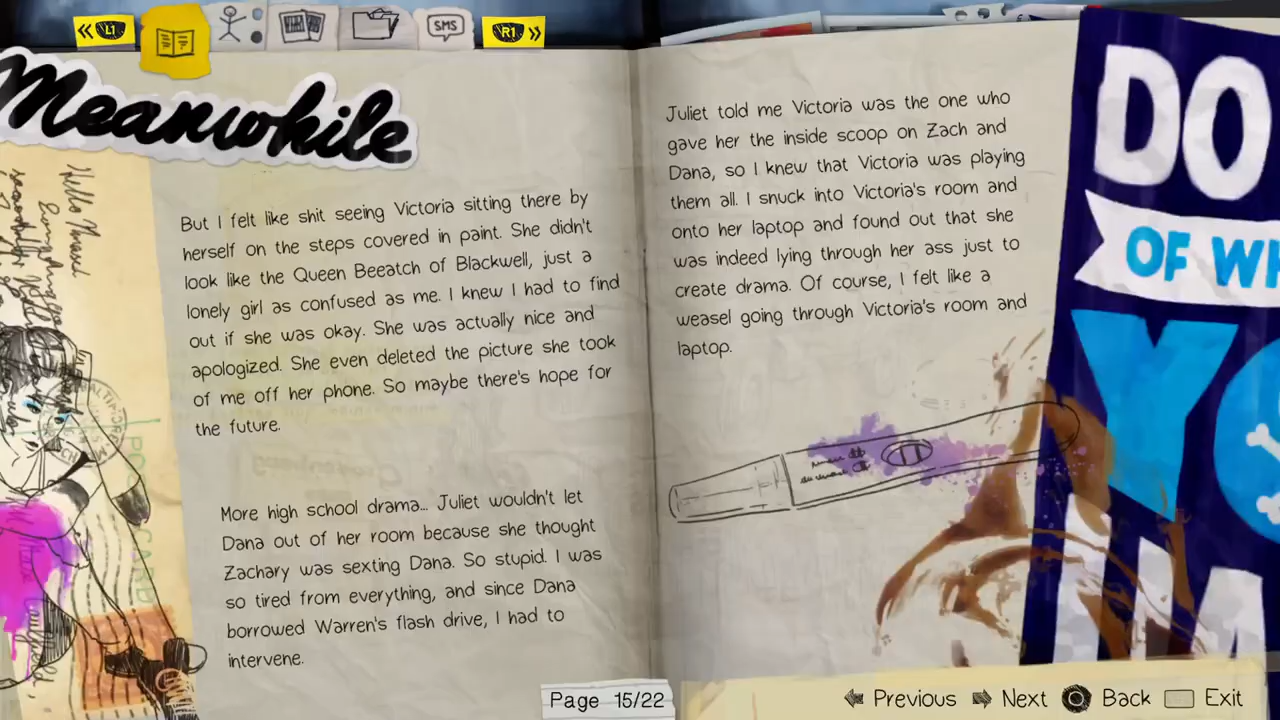 L1
SMS
R1
Meanwhile
But I felt like shit seeing Victoria sitting there by
herself on the steps covered in paint. She didn't
look like the Queen Beeatch of Blackwell, just a
lonely girl as confused as me. I knew I had to find
out if she was okay. She was actually nice and
apologized. She even deleted the picture she took
of me off her phone. So maybe there's hope for
the future.
More high school drama... Juliet wouldn't let
Dana out of her room because she thought
Zachary was sexting Dana. So stupid. I was
so tired from everything, and since Dana
borrowed Warren's flash drive, I had to
intervene.
Juliet told me Victoria was the one who
gave her the inside scoop on Zach and
Dana, so I knew that Victoria was playing
them all. I snuck into Victoria's room and
onto her laptop and found out that she
was indeed lying through her ass just to
create drama. Of course, I felt like a
weasel going through Victoria's room and
laptop.
DO
OF WH
YO
POSTCARD
Page 15/22
Previous
Next
Back
Exit